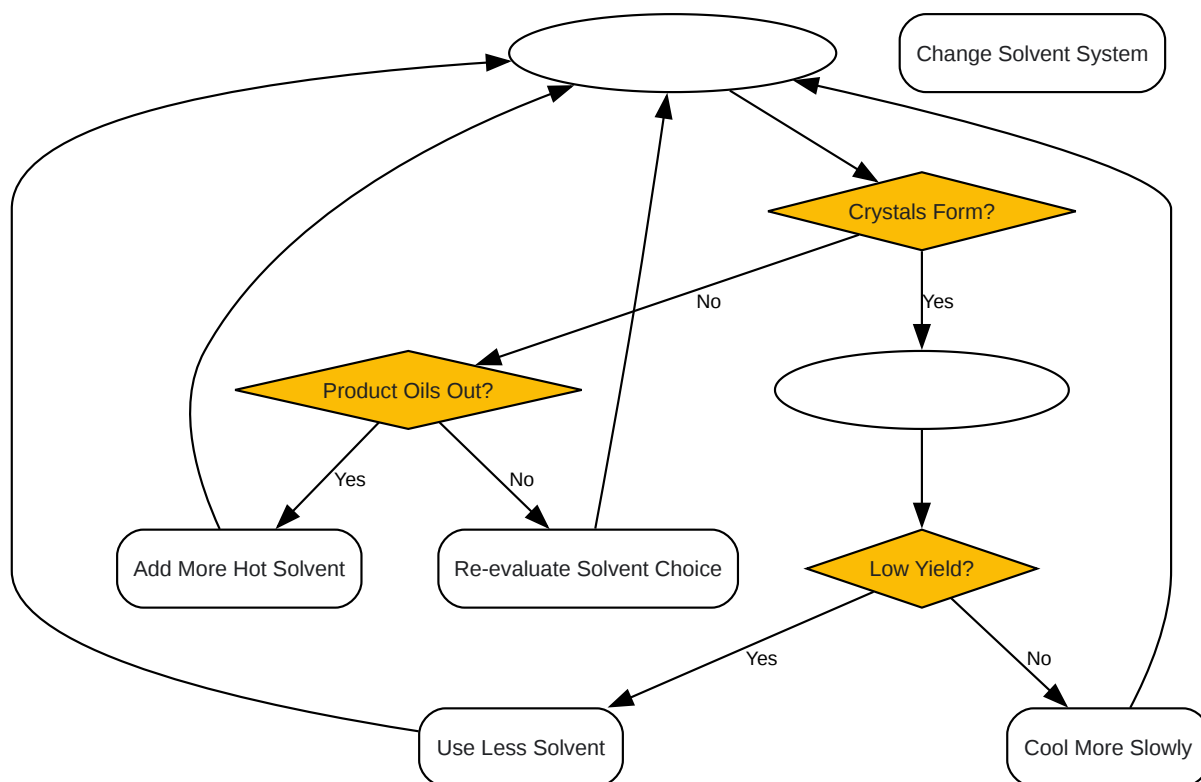 Change Solvent System
Crystals Form?
No
Yes
Product Oils Out?
Yes
No
Add More Hot Solvent
Re-evaluate Solvent Choice
Low Yield?
Yes
No
Use Less Solvent
Cool More Slowly